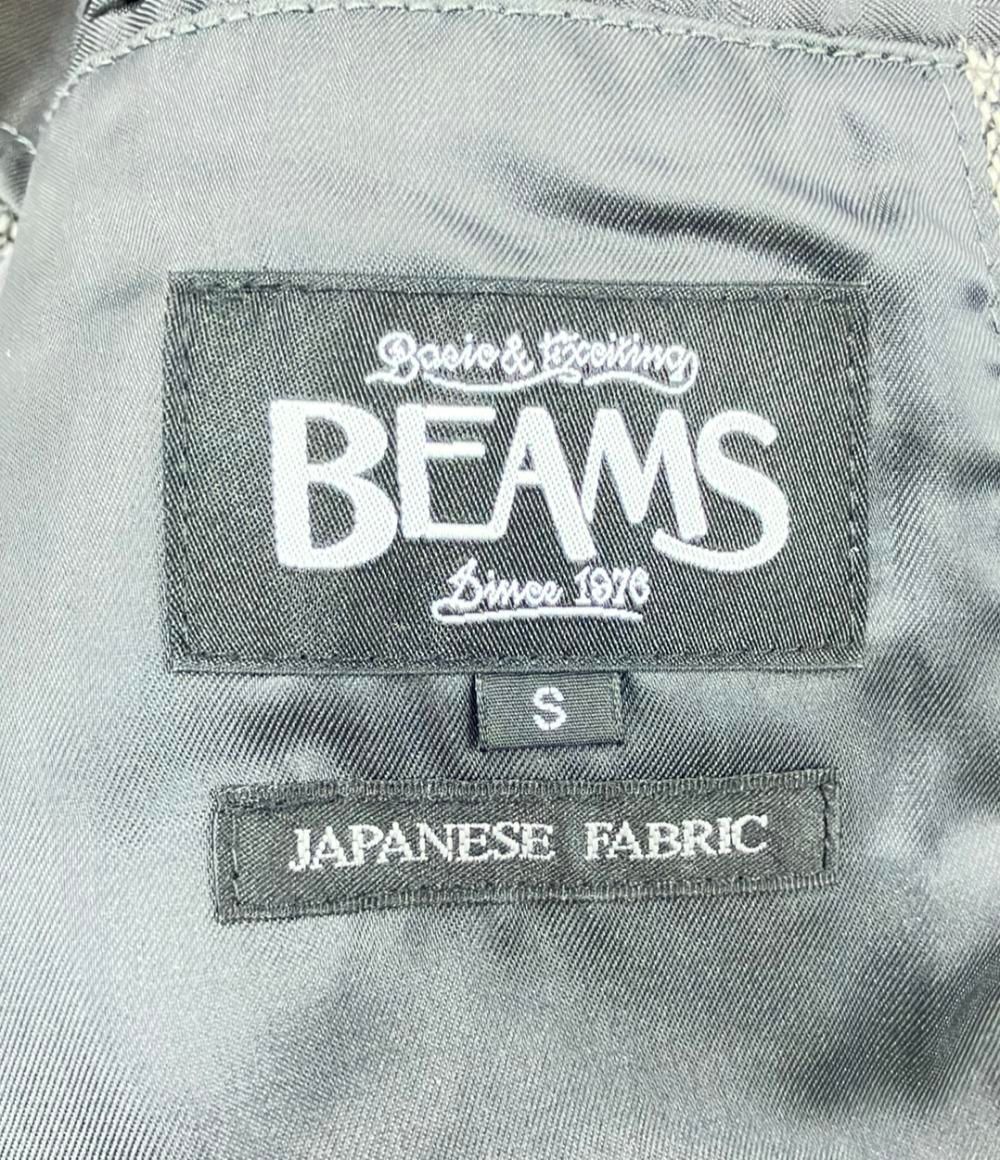 Basic & Exciting
BEAMS
Since 1976
S
JAPANESE FABRIC